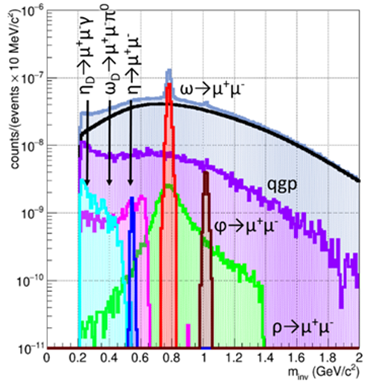 counts/(events × 10 MeV/c²)
10⁻⁶
10⁻⁷
10⁻⁸
10⁻⁹
10⁻¹⁰
10⁻¹¹
η_D→μ⁺μ⁻γ
ω_D→μ⁺μ⁻π⁰
η→μ⁺μ⁻
ω→μ⁺μ⁻
qgp
φ→μ⁺μ⁻
ρ→μ⁺μ⁻
0 0.2 0.4 0.6 0.8 1 1.2 1.4 1.6 1.8 2
m_inv (GeV/c²)